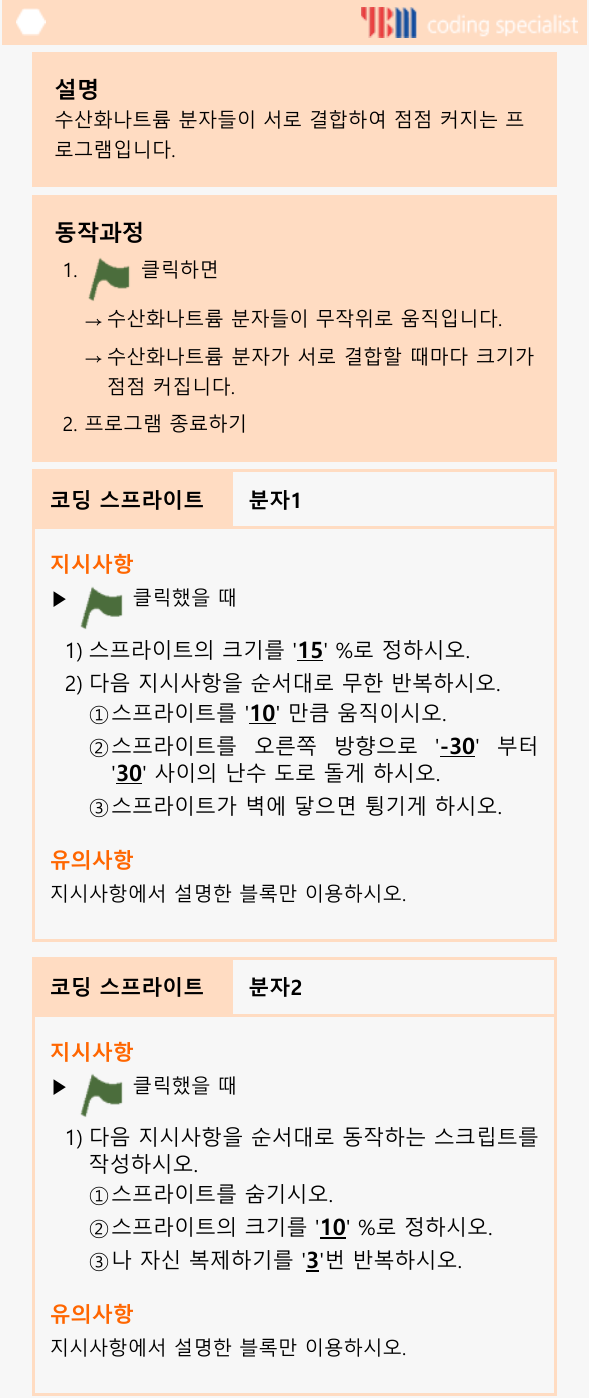 YBM coding specialist
설명
수산화나트륨 분자들이 서로 결합하여 점점 커지는 프
로그램입니다.
동작과정
1. 클릭하면
→ 수산화나트륨 분자들이 무작위로 움직입니다.
→ 수산화나트륨 분자가 서로 결합할 때마다 크기가
점점 커집니다.
2. 프로그램 종료하기
코딩 스프라이트 분자1
지시사항
▶ 클릭했을 때
1) 스프라이트의 크기를 '15' %로 정하시오.
2) 다음 지시사항을 순서대로 무한 반복하시오.
①스프라이트를 '10' 만큼 움직이시오.
②스프라이트를 오른쪽 방향으로 '-30' 부터
'30' 사이의 난수 도로 돌게 하시오.
③스프라이트가 벽에 닿으면 튕기게 하시오.
유의사항
지시사항에서 설명한 블록만 이용하시오.
코딩 스프라이트 분자2
지시사항
▶ 클릭했을 때
1) 다음 지시사항을 순서대로 동작하는 스크립트를
작성하시오.
①스프라이트를 숨기시오.
②스프라이트의 크기를 '10' %로 정하시오.
③나 자신 복제하기를 '3'번 반복하시오.
유의사항
지시사항에서 설명한 블록만 이용하시오.